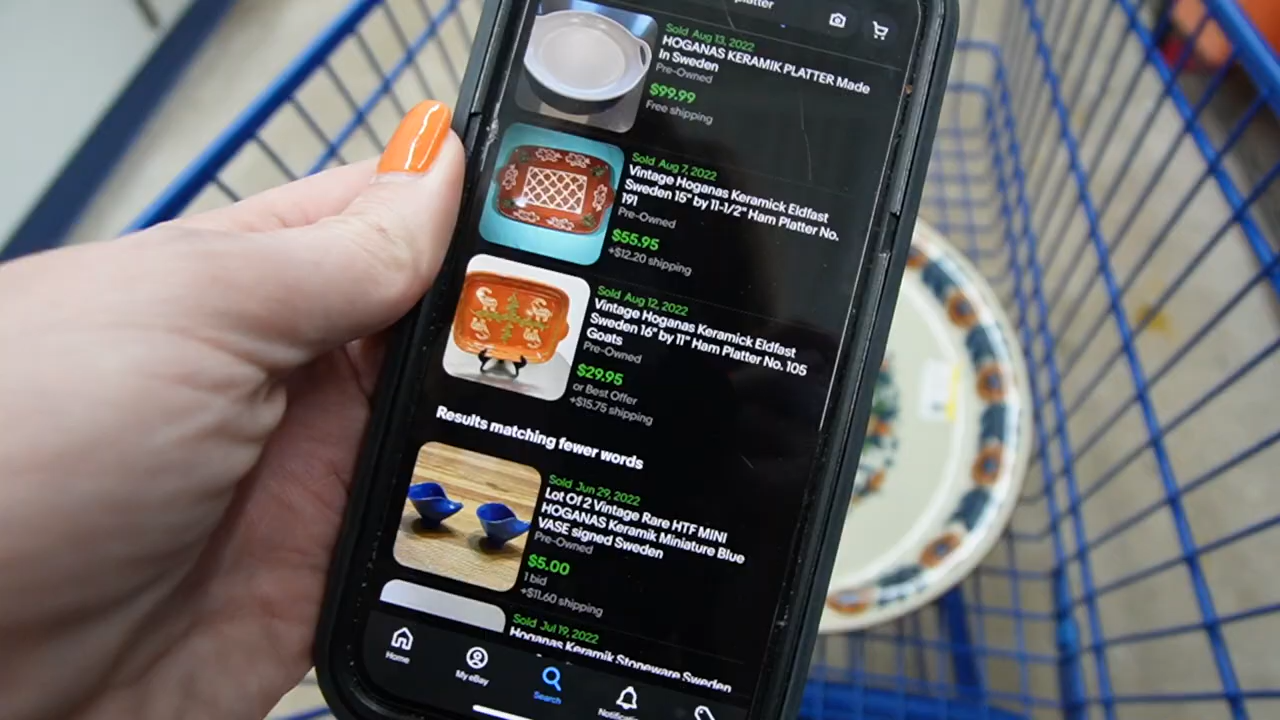 platter
Sold Aug 13, 2022
HOGANAS KERAMIK PLATTER Made
In Sweden
Pre-Owned
$99.99
Free shipping
Sold Aug 7, 2022
Vintage Hoganas Keramick Eldfast
Sweden 15" by 11-1/2" Ham Platter No.
191
Pre-Owned
$55.95
+$12.20 shipping
Sold Aug 12, 2022
Vintage Hoganas Keramick Eldfast
Sweden 16" by 11" Ham Platter No. 105
Goats
Pre-Owned
$29.95
or Best Offer
+$15.75 shipping
Results matching fewer words
Sold Jun 29, 2022
Lot Of 2 Vintage Rare HTF MINI
HOGANAS Keramik Miniature Blue
VASE signed Sweden
Pre-Owned
$5.00
1 bid
+$11.60 shipping
Sold Jul 19, 2022
Hoganas Keramik Stoneware Sweden
Home
My eBay
Search